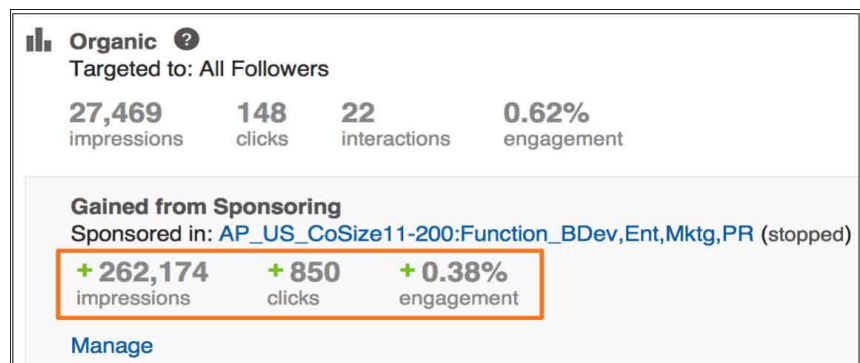 Organic ?
Targeted to: All Followers
27,469 148 22 0.62%
impressions clicks interactions engagement
Gained from Sponsoring
Sponsored in: AP_US_CoSize11-200:Function_BDev,Ent,Mktg,PR (stopped)
+ 262,174 + 850 + 0.38%
impressions clicks engagement
Manage